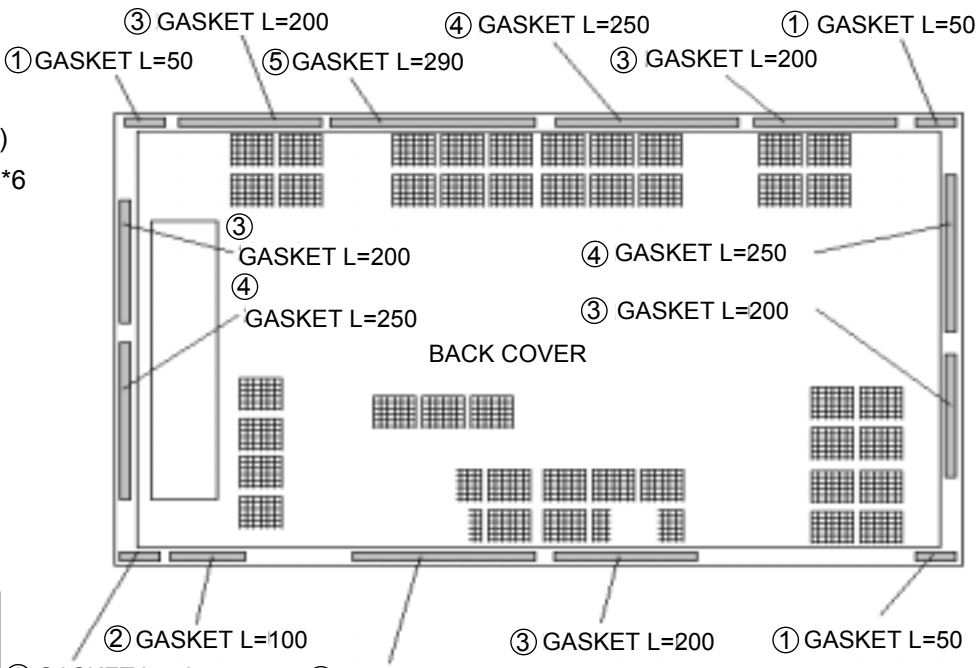 ③ GASKET L=200
④ GASKET L=250
① GASKET L=50
① GASKET L=50
⑤ GASKET L=290
③ GASKET L=200
)
*6
③
GASKET L=200
④ GASKET L=250
④
GASKET L=250
③ GASKET L=200
BACK COVER
② GASKET L=100
③ GASKET L=200
① GASKET L=50